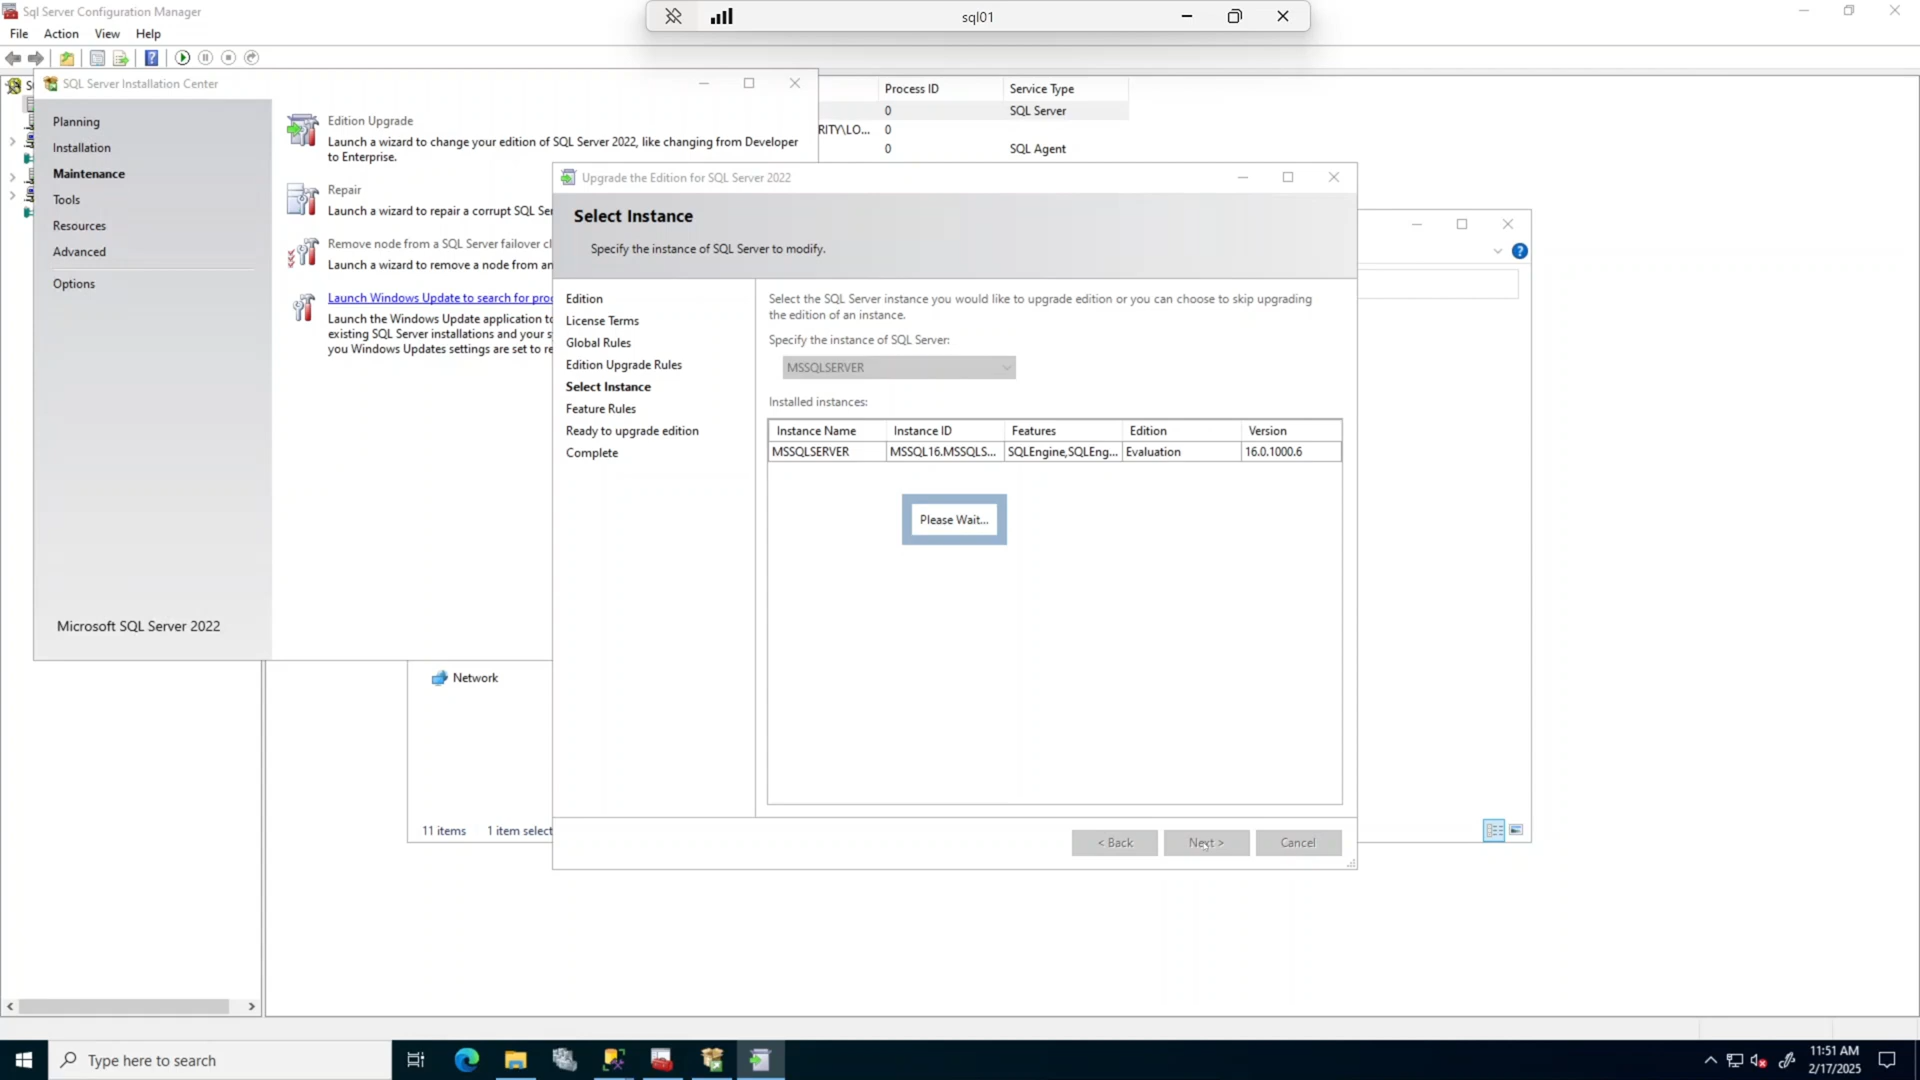 Sql Server Configuration Manager
sql01
File Action View Help
SQL Server Installation Center
Process ID Service Type
0 SQL Server
RITY\LO... 0
0 SQL Agent
Planning
Installation
Maintenance
Tools
Resources
Advanced
Options
Microsoft SQL Server 2022
Edition Upgrade
Launch a wizard to change your edition of SQL Server 2022, like changing from Developer
to Enterprise.
Repair
Launch a wizard to repair a corrupt SQL Se
Remove node from a SQL Server failover cl
Launch a wizard to remove a node from an
Launch Windows Update to search for pro
Launch the Windows Update application to
existing SQL Server installations and your s
you Windows Updates settings are set to re
Upgrade the Edition for SQL Server 2022
Select Instance
Specify the instance of SQL Server to modify.
Edition
License Terms
Global Rules
Edition Upgrade Rules
Select Instance
Feature Rules
Ready to upgrade edition
Complete
Select the SQL Server instance you would like to upgrade edition or you can choose to skip upgrading
the edition of an instance.
Specify the instance of SQL Server:
MSSQLSERVER
Installed instances:
Instance Name Instance ID Features Edition Version
MSSQLSERVER MSSQL16.MSSQLS... SQLEngine,SQLEng... Evaluation 16.0.1000.6
Please Wait...
< Back Next > Cancel
Network
11 items 1 item select
Type here to search
11:51 AM
2/17/2025